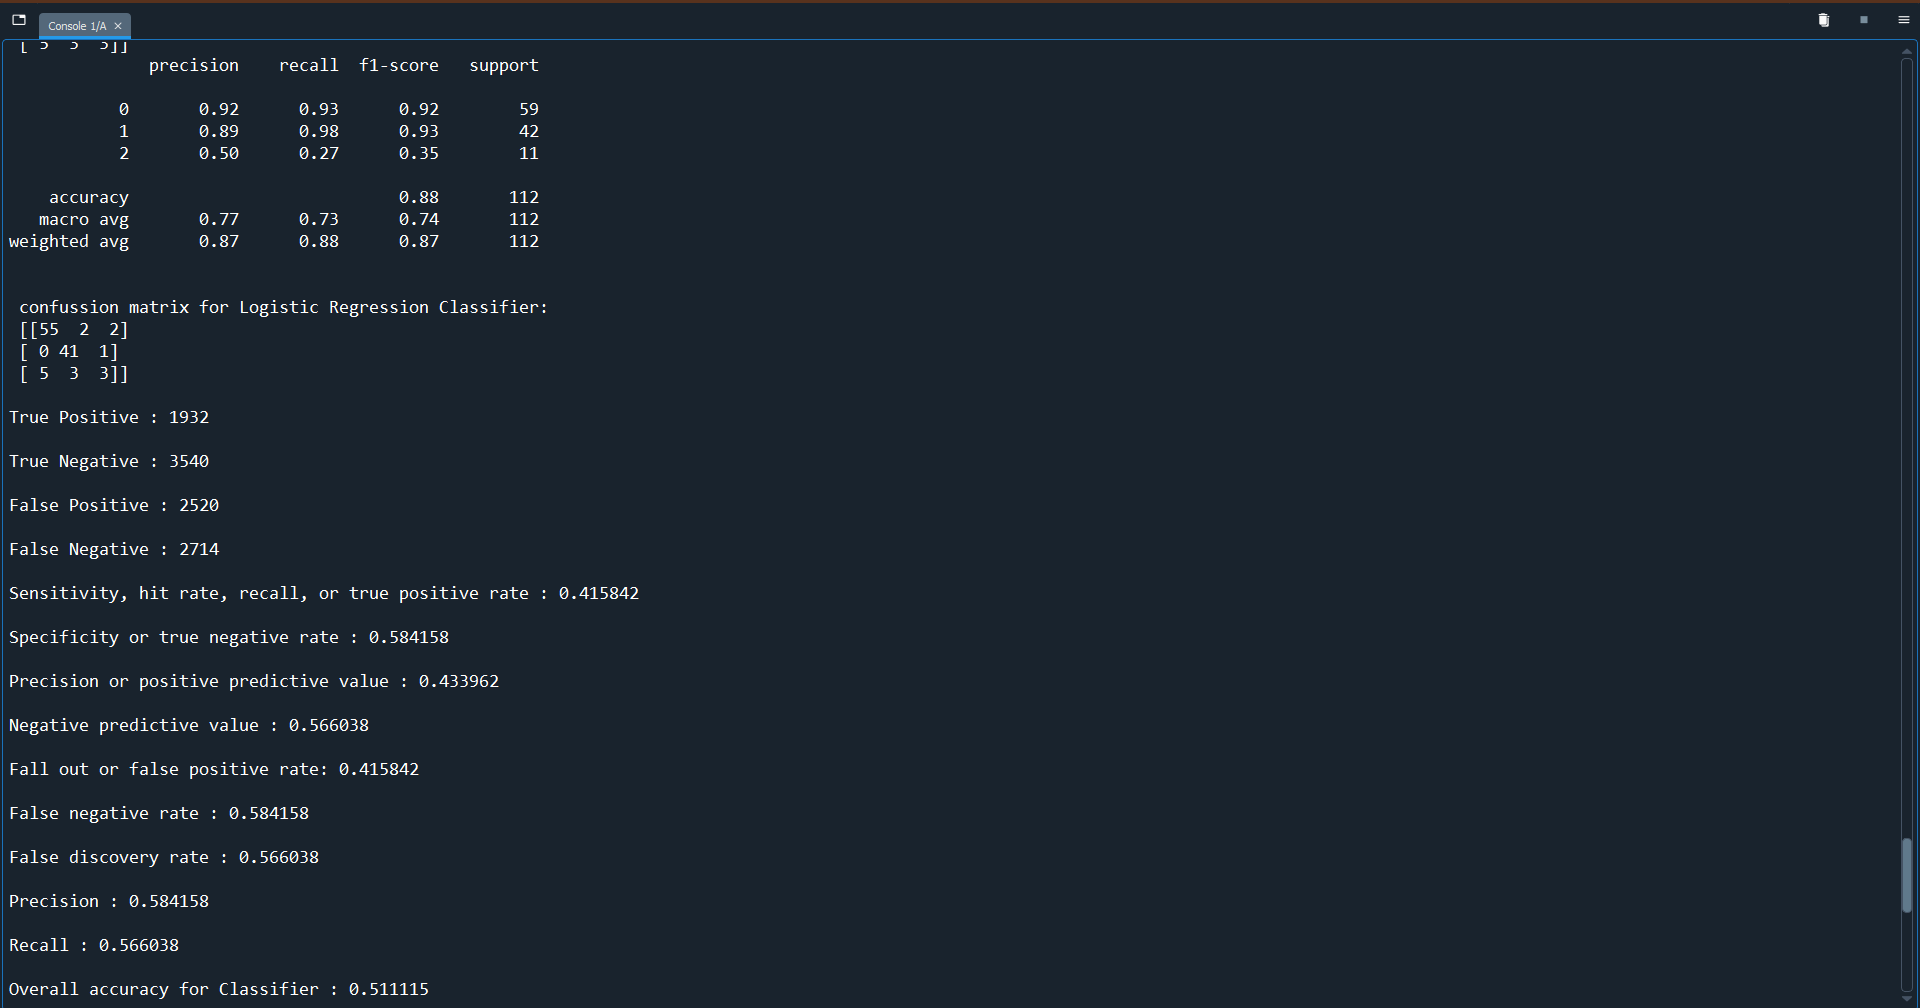 Console 1/A
[ 5  3  3]]
              precision    recall  f1-score   support

           0       0.92      0.93      0.92        59
           1       0.89      0.98      0.93        42
           2       0.50      0.27      0.35        11

    accuracy                           0.88       112
   macro avg       0.77      0.73      0.74       112
weighted avg       0.87      0.88      0.87       112

confussion matrix for Logistic Regression Classifier:
[[55  2  2]
[ 0 41  1]
[ 5  3  3]]
True Positive : 1932
True Negative : 3540
False Positive : 2520
False Negative : 2714
Sensitivity, hit rate, recall, or true positive rate : 0.415842
Specificity or true negative rate : 0.584158
Precision or positive predictive value : 0.433962
Negative predictive value : 0.566038
Fall out or false positive rate: 0.415842
False negative rate : 0.584158
False discovery rate : 0.566038
Precision : 0.584158
Recall : 0.566038
Overall accuracy for Classifier : 0.511115